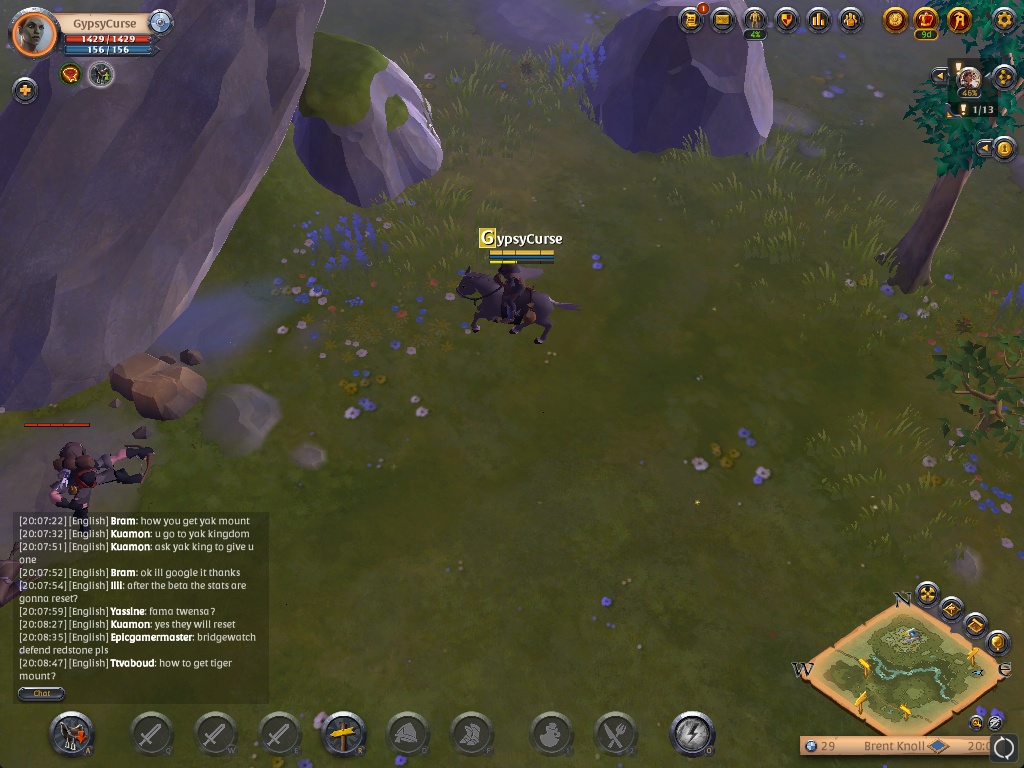 GypsyCurse
1429 / 1429
156 / 156
1
4%
9d
46%
1/13
GypsyCurse
[20:07:22] [English] Bram: how you get yak mount
[20:07:32] [English] Kuamon: u go to yak kingdom
[20:07:51] [English] Kuamon: ask yak king to give u
one
[20:07:52] [English] Bram: ok ill google it thanks
[20:07:54] [English] Illl: after the beta the stats are
gonna reset?
[20:07:59] [English] Yassine: fama twensa ?
[20:08:27] [English] Kuamon: yes they will reset
[20:08:35] [English] Epicgamermaster: bridgewatch
defend redstone pls
[20:08:47] [English] Ttvaboud: how to get tiger
mount?
Chat
N
W
E
A
Q
W
E
R
D
F
29
Brent Knoll